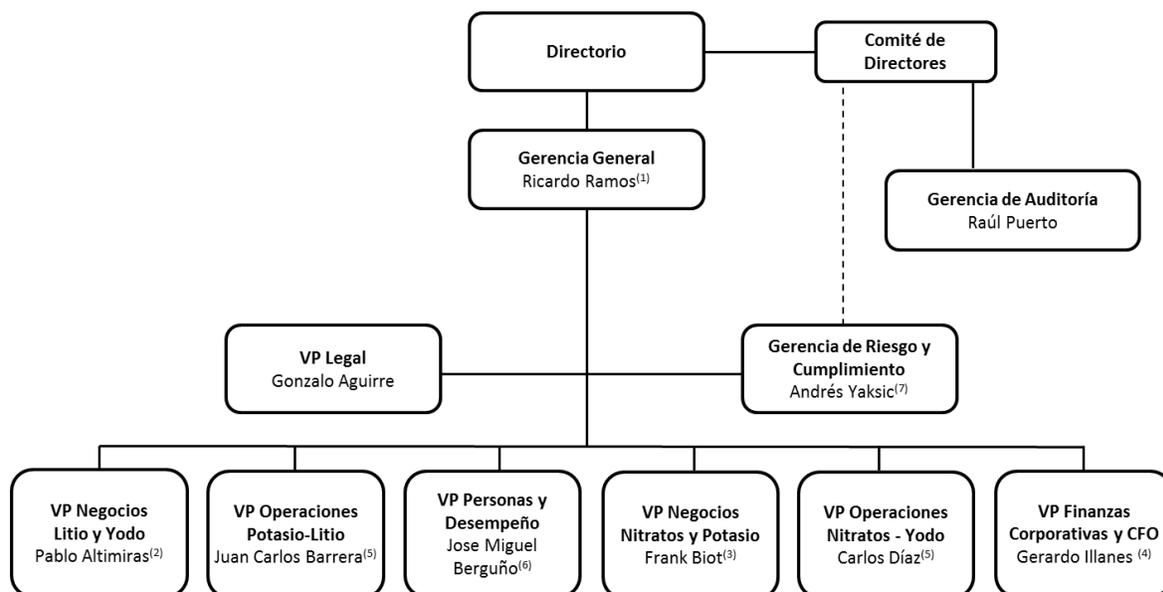 Directorio
Comité de
Directores
Gerencia General
Ricardo Ramos(1)
Gerencia de Auditoría
Raúl Puerto
VP Legal
Gonzalo Aguirre
Gerencia de Riesgo y
Cumplimiento
Andrés Yaksic(7)
VP Negocios
Litio y Yodo
Pablo Altimiras(2)
VP Operaciones
Potasio-Litio
Juan Carlos Barrera(5)
VP Personas y
Desempeño
Jose Miguel
Berguño(6)
VP Negocios
Nitratos y Potasio
Frank Biot(3)
VP Operaciones
Nitratos - Yodo
Carlos Díaz(5)
VP Finanzas
Corporativas y CFO
Gerardo Illanes (4)